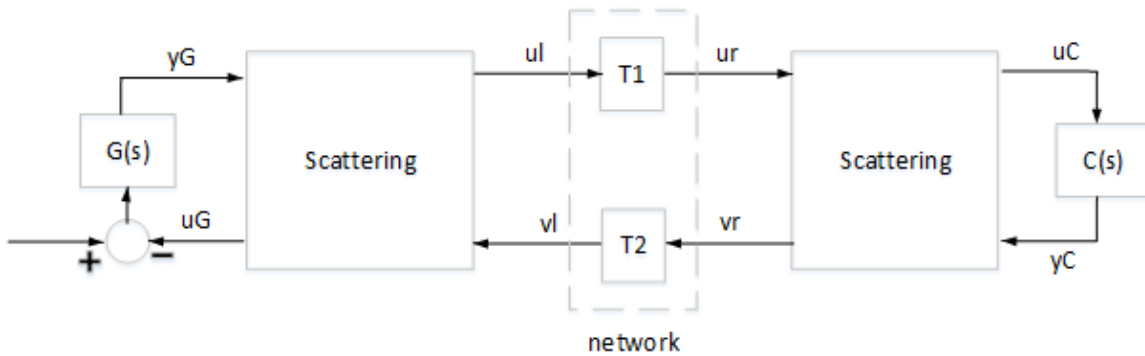 yG
ul
ur
uC
T1
G(s)
Scattering
Scattering
C(s)
uG
vl
vr
yC
+
−
T2
network